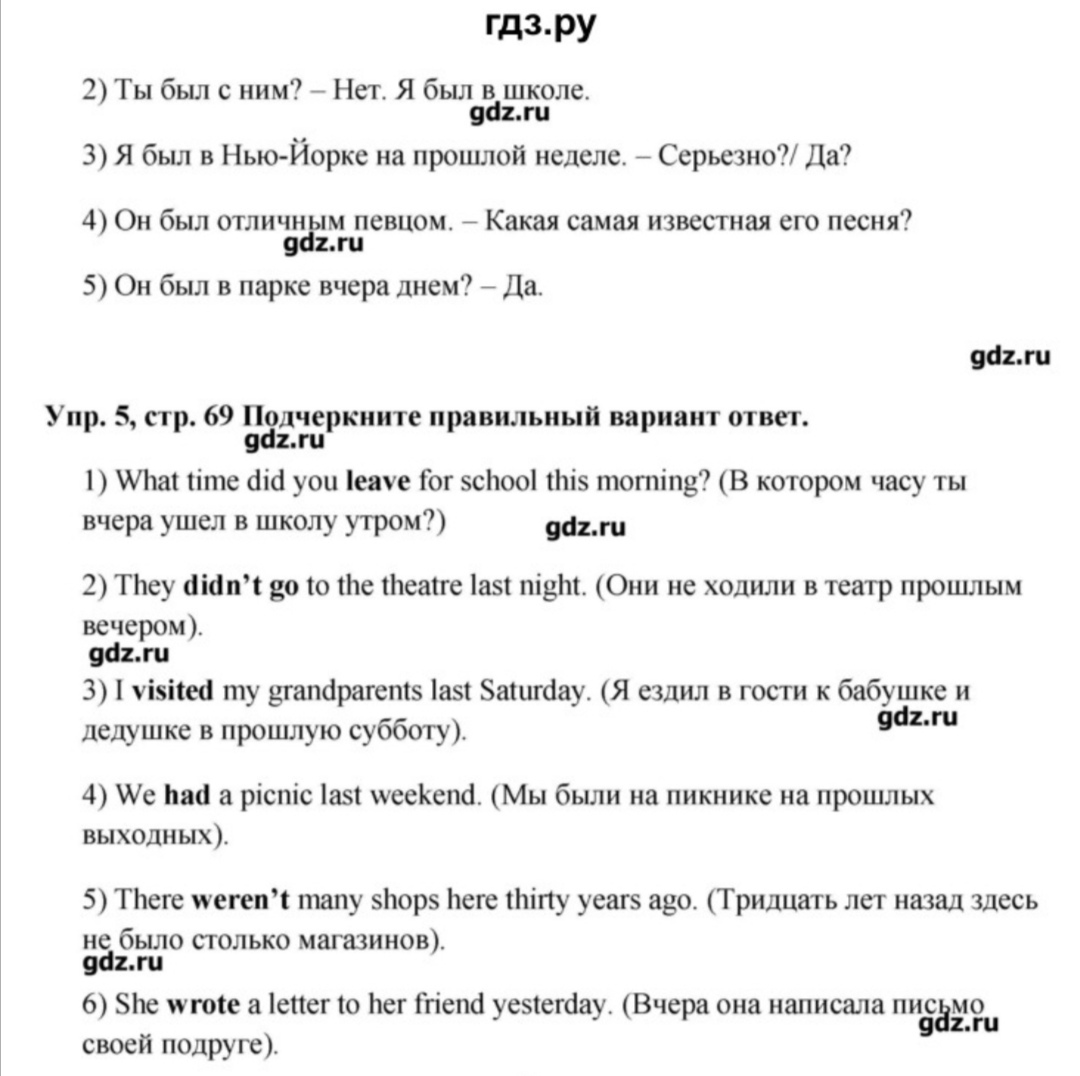 гдз.ру
2) Ты был с ним? – Нет. Я был в школе.
gdz.ru
3) Я был в Нью-Йорке на прошлой неделе. – Серьезно?/ Да?
4) Он был отличным певцом. – Какая самая известная его песня?
gdz.ru
5) Он был в парке вчера днем? – Да.
gdz.ru
Упр. 5, стр. 69 Подчеркните правильный вариант ответ.
gdz.ru
1) What time did you leave for school this morning? (В котором часу ты
вчера ушел в школу утром?)
gdz.ru
2) They didn’t go to the theatre last night. (Они не ходили в театр прошлым
вечером).
gdz.ru
3) I visited my grandparents last Saturday. (Я ездил в гости к бабушке и
gdz.ru
дедушке в прошлую субботу).
4) We had a picnic last weekend. (Мы были на пикнике на прошлых
выходных).
5) There weren’t many shops here thirty years ago. (Тридцать лет назад здесь
не было столько магазинов).
gdz.ru
6) She wrote a letter to her friend yesterday. (Вчера она написала письмо
gdz.ru
своей подруге).